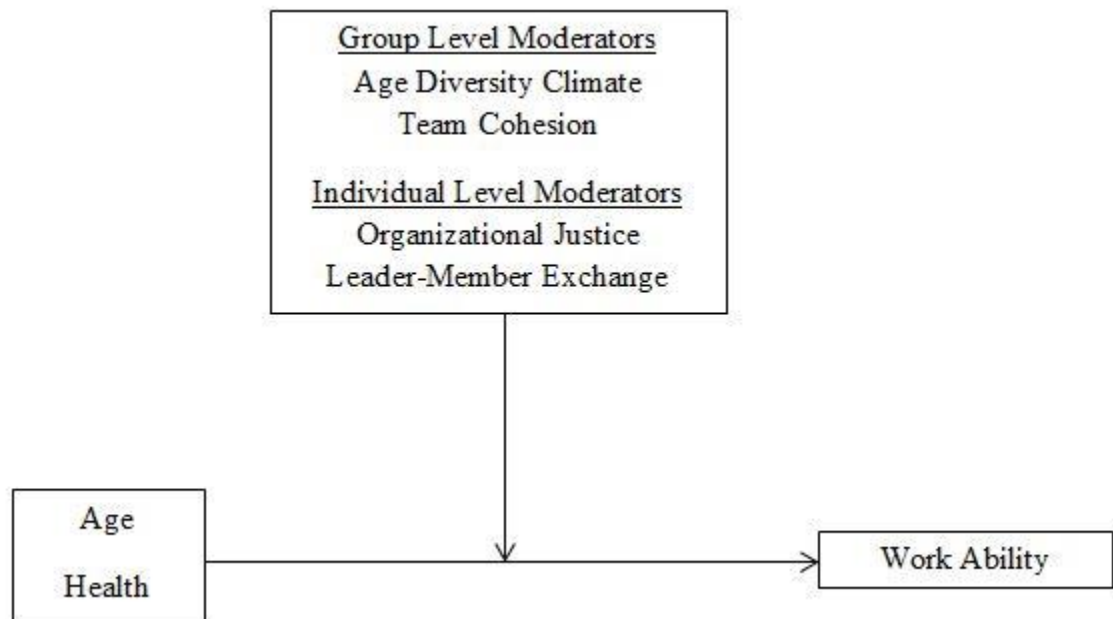 Group Level Moderators
Age Diversity Climate
Team Cohesion
Individual Level Moderators
Organizational Justice
Leader-Member Exchange
Age
Health
Work Ability